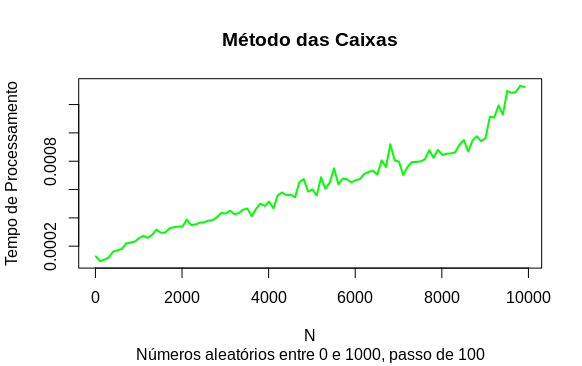 Método das Caixas
Tempo de Processamento
0.0008
0.0002
0
2000
4000
6000
8000
10000
N
Números aleatórios entre 0 e 1000, passo de 100